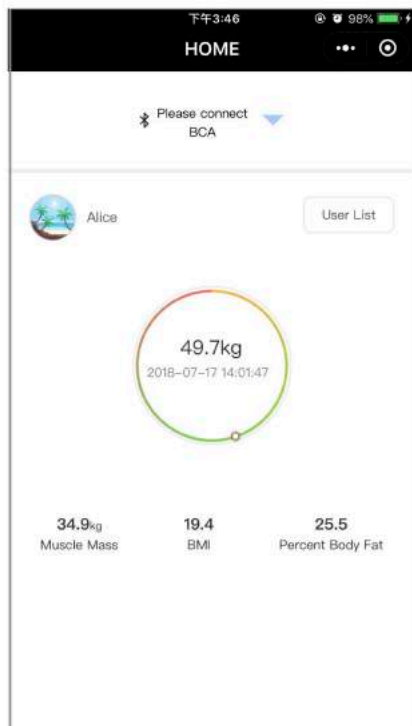 下午3:46
98%
HOME
Please connect
BCA
Alice
User List
49.7kg
2018-07-17 14:01:47
34.9kg
19.4
25.5
Muscle Mass
BMI
Percent Body Fat